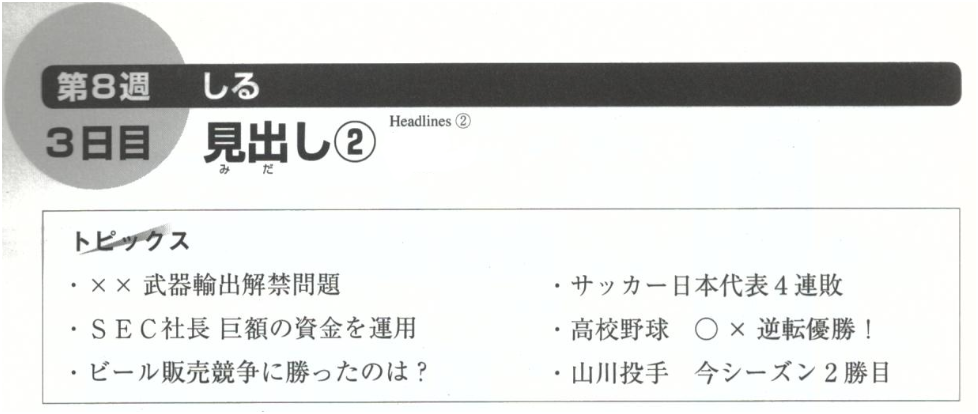 第8週 しる
3日目 見出し② Headlines ②
み だ
トピックス
・×× 武器輸出解禁問題
・ＳＥＣ社長 巨額の資金を運用
・ビール販売競争に勝ったのは？
・サッカー日本代表４連敗
・高校野球　○×逆転優勝！
・山川投手　今シーズン２勝目